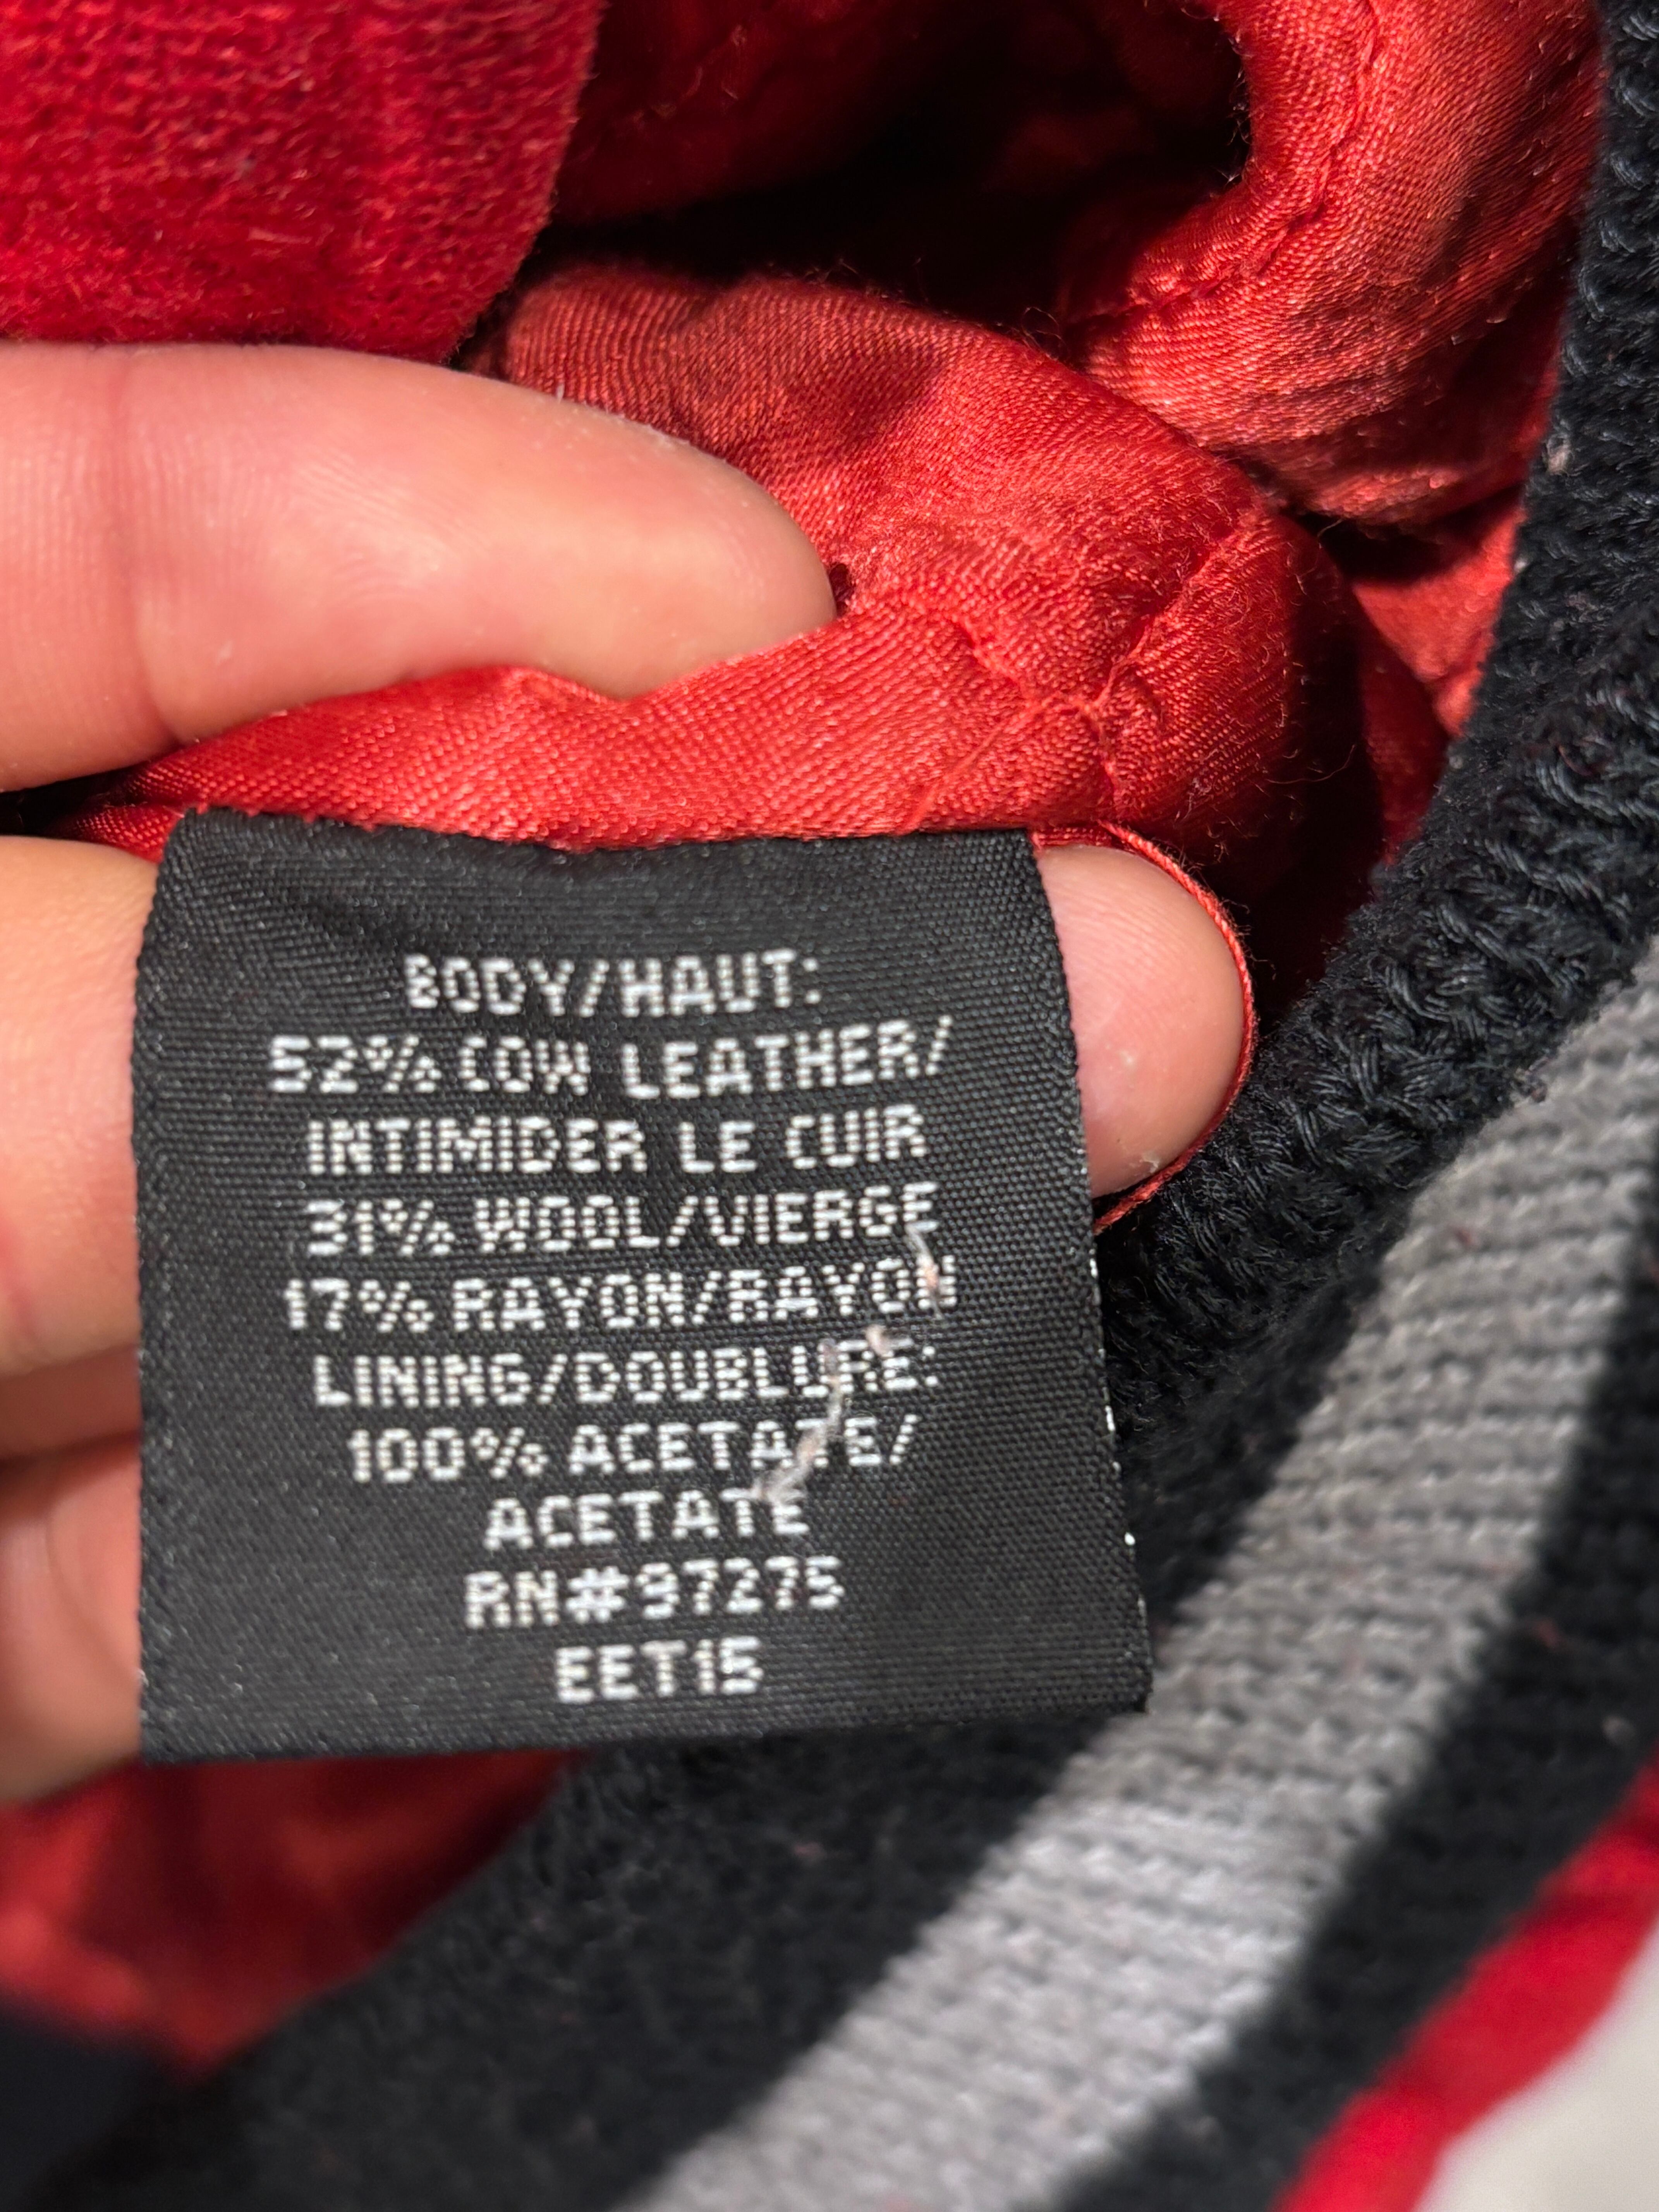 BODY/HAUT:
52% COW LEATHER/
INTIMIDER LE CUIR
31% WOOL/VIERGE
17% RAYON/RAYON
LINING/DOUBLURE:
100% ACETATE/
ACETATE
RN#97275
EET15